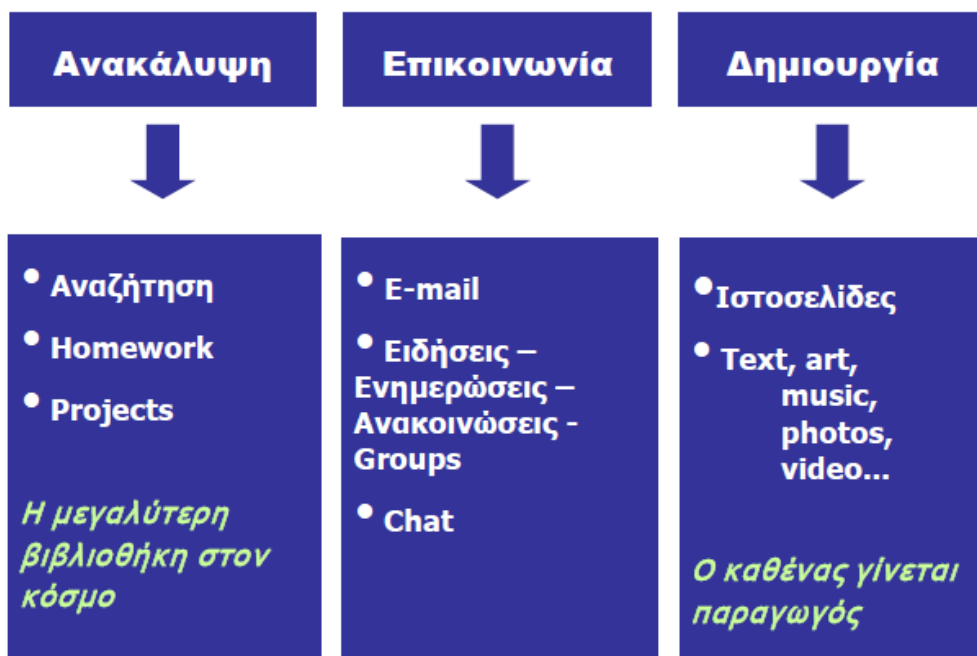 Ανακάλυψη
Επικοινωνία
Δημιουργία
• Αναζήτηση
• Homework
• Projects
Η μεγαλύτερη
βιβλιοθήκη στον
κόσμο
• E-mail
• Ειδήσεις –
Ενημερώσεις –
Ανακοινώσεις -
Groups
• Chat
•Ιστοσελίδες
• Text, art,
music,
photos,
video...
Ο καθένας γίνεται
παραγωγός